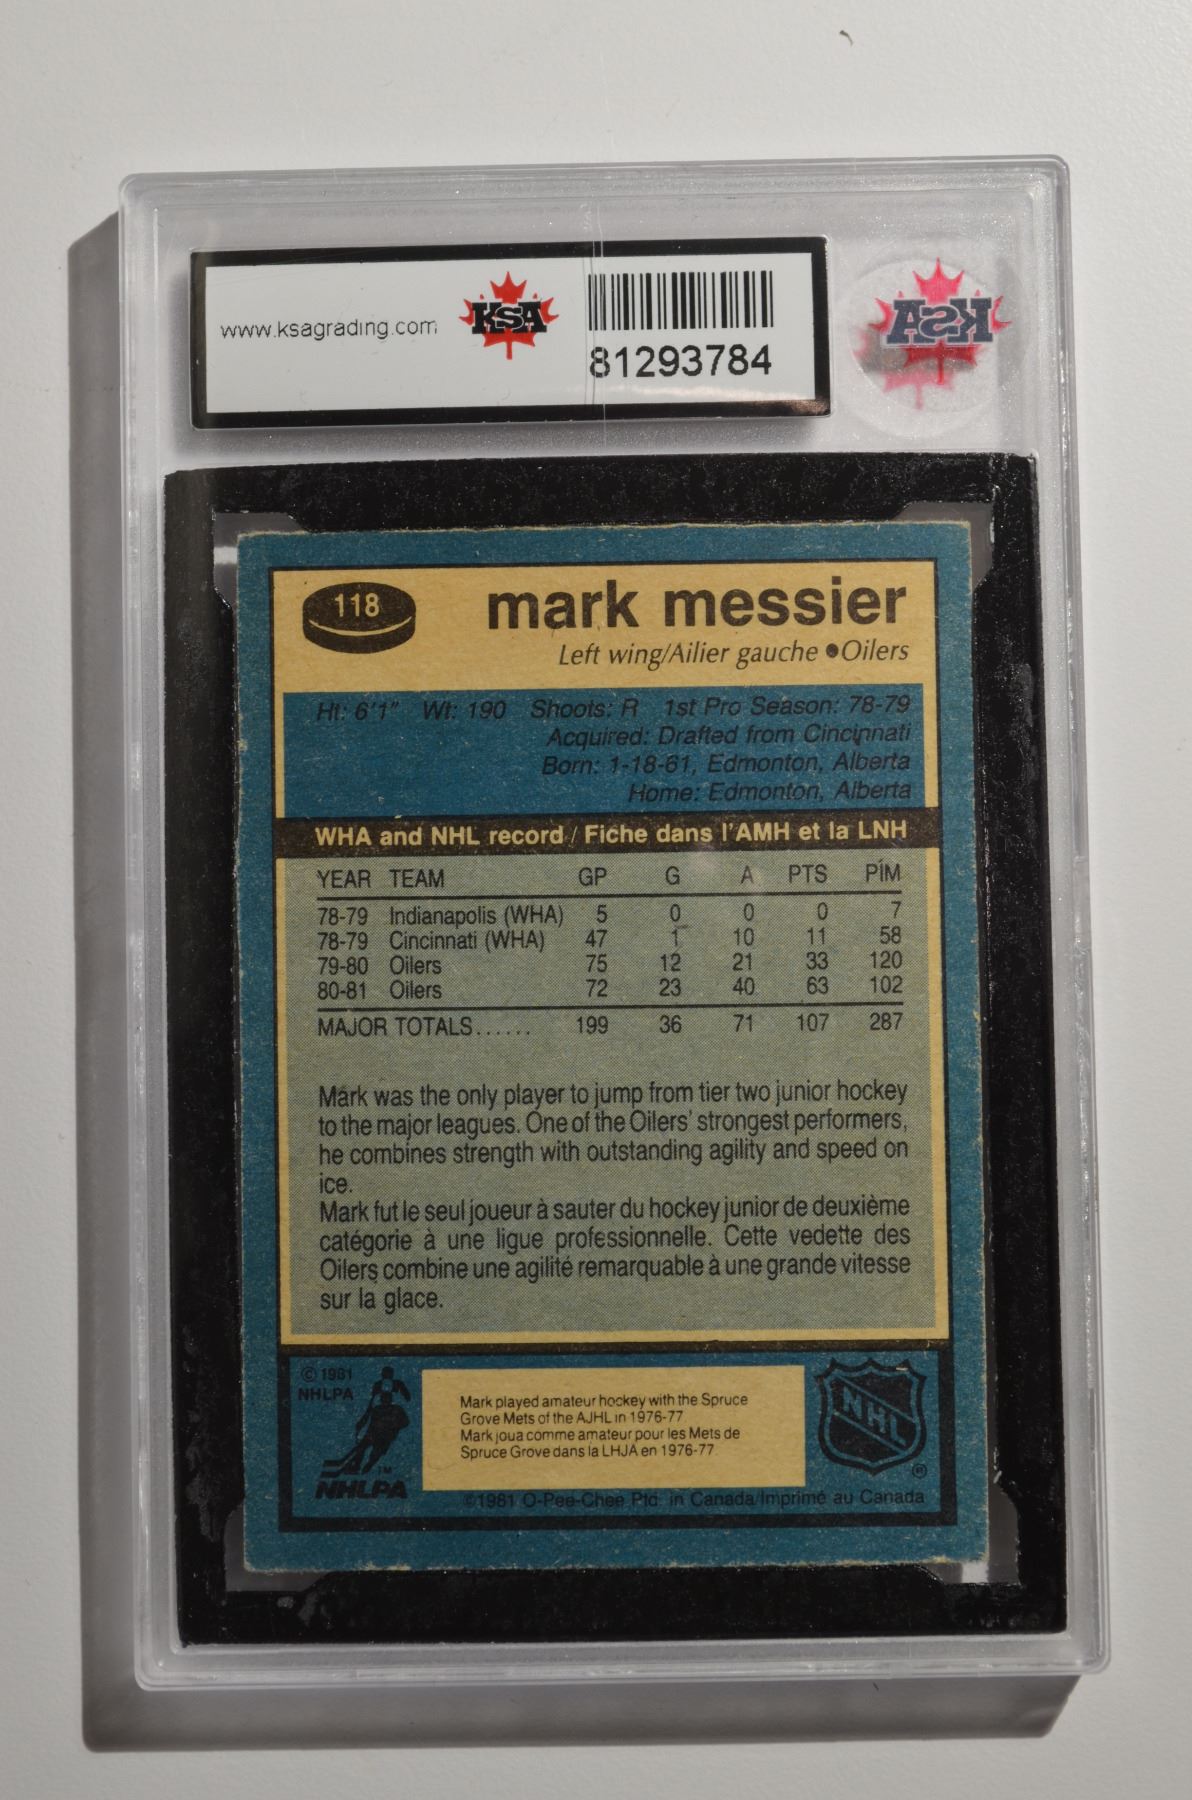 www.ksagrading.com
KSA
81293784
KSA
118
mark messier
Left wing/Ailier gauche ● Oilers
Ht: 6'1" Wt: 190 Shoots: R 1st Pro Season: 78-79
Acquired: Drafted from Cincinnati
Born: 1-18-61, Edmonton, Alberta
Home: Edmonton, Alberta
WHA and NHL record / Fiche dans l'AMH et la LNH
YEAR TEAM GP G A PTS PIM
78-79 Indianapolis (WHA) 5 0 0 0 7
78-79 Cincinnati (WHA) 47 1 10 11 58
79-80 Oilers 75 12 21 33 120
80-81 Oilers 72 23 40 63 102
MAJOR TOTALS...... 199 36 71 107 287
Mark was the only player to jump from tier two junior hockey
to the major leagues. One of the Oilers' strongest performers,
he combines strength with outstanding agility and speed on
ice.
Mark fut le seul joueur à sauter du hockey junior de deuxième
catégorie à une ligue professionnelle. Cette vedette des
Oilers combine une agilité remarquable à une grande vitesse
sur la glace.
© 1981
NHLPA
TM
NHLPA
Mark played amateur hockey with the Spruce
Grove Mets of the AJHL in 1976-77
Mark joua comme amateur pour les Mets de
Spruce Grove dans la LHJA en 1976-77
NHL
®
©1981 O-Pee-Chee Ptd. in Canada/Imprimé au Canada